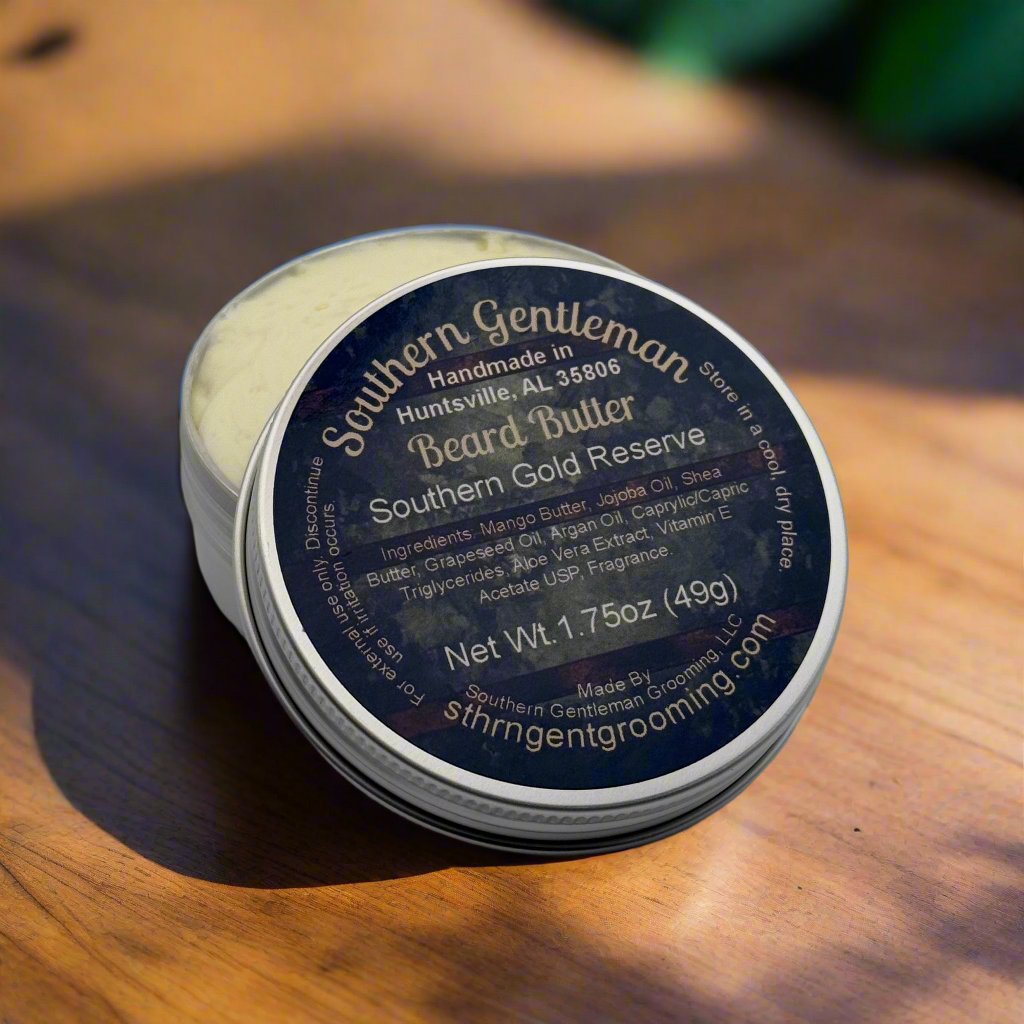 Southern Gentleman
Handmade in
Huntsville, AL 35806
Beard Butter
Southern Gold Reserve
Ingredients: Mango Butter, Jojoba Oil, Shea
Butter, Grapeseed Oil, Argan Oil, Caprylic/Capric
Triglycerides, Aloe Vera Extract, Vitamin E
Acetate USP, Fragrance.
Net Wt.1.75oz (49g)
Made By
Southern Gentleman Grooming, LLC
sthrngentgrooming.com
For external use only. Discontinue
use if irritation occurs.
Store in a cool, dry place.